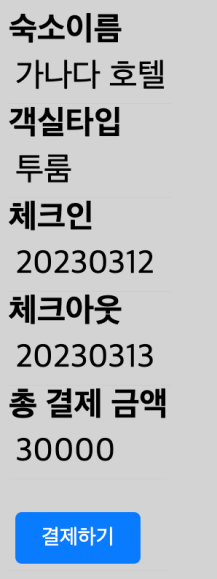 숙소이름
가나다 호텔
객실타입
투룸
체크인
20230312
체크아웃
20230313
총 결제 금액
30000
결제하기